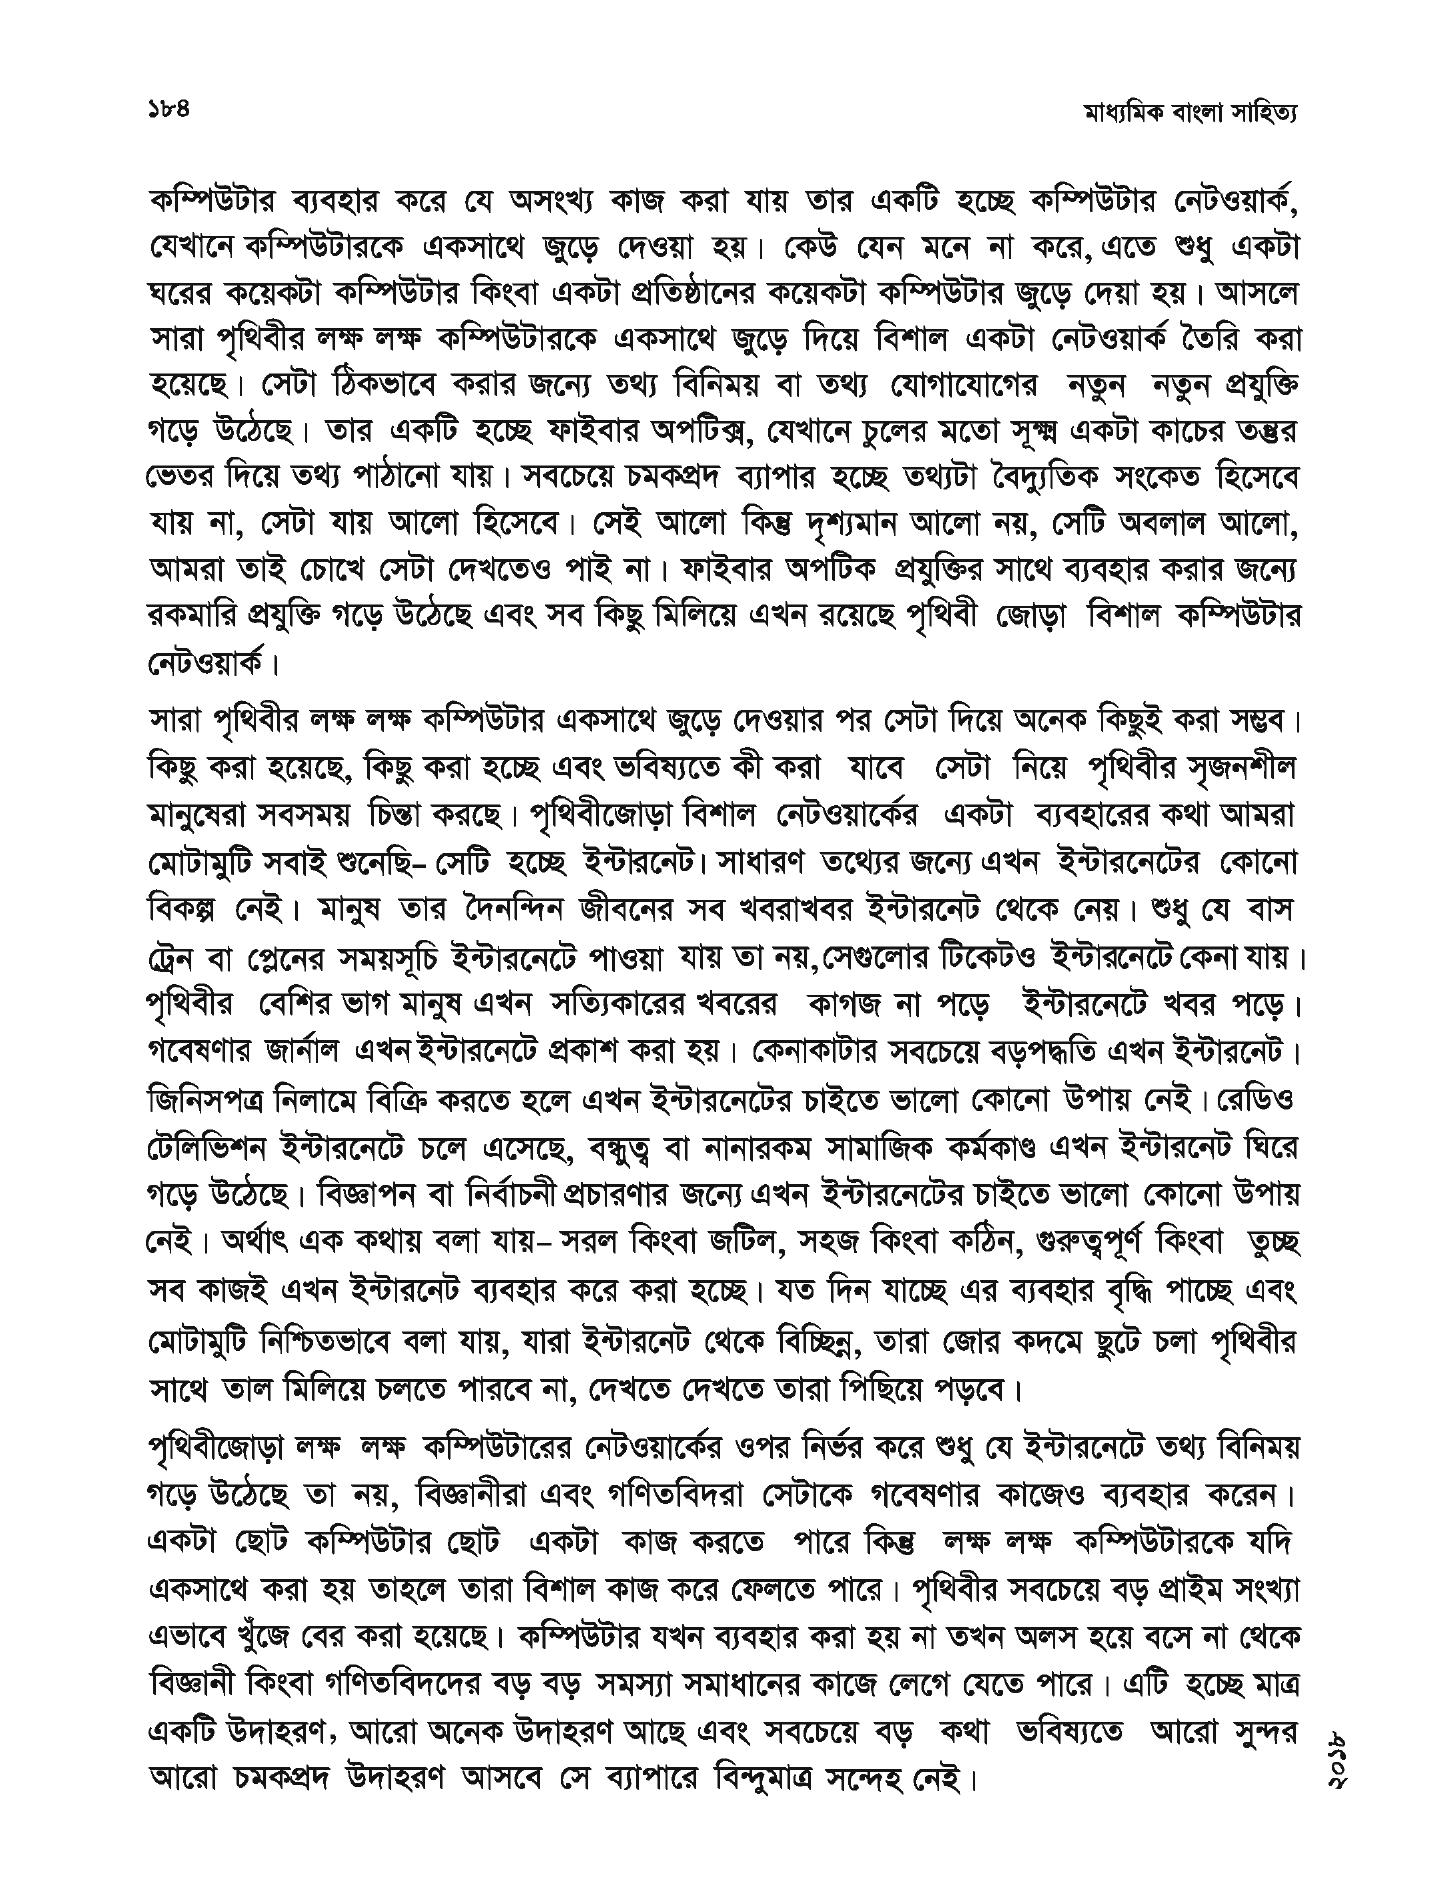 ১৮৪
মাধ্যমিক বাংলা সাহিত্য
কম্পিউটার ব্যবহার করে যে অসংখ্য কাজ করা যায় তার একটি হচ্ছে কম্পিউটার নেটওয়ার্ক,
যেখানে কম্পিউটারকে একসাথে জুড়ে দেওয়া হয়। কেউ যেন মনে না করে, এতে শুধু একটা
ঘরের কয়েকটা কম্পিউটার কিংবা একটা প্রতিষ্ঠানের কয়েকটা কম্পিউটার জুড়ে দেয়া হয়। আসলে
সারা পৃথিবীর লক্ষ লক্ষ কম্পিউটারকে একসাথে জুড়ে দিয়ে বিশাল একটা নেটওয়ার্ক তৈরি করা
হয়েছে। সেটা ঠিকভাবে করার জন্যে তথ্য বিনিময় বা তথ্য যোগাযোগের নতুন নতুন প্রযুক্তি
গড়ে উঠেছে। তার একটি হচ্ছে ফাইবার অপটিক্স, যেখানে চুলের মতো সূক্ষ্ম একটা কাচের তন্তুর
ভেতর দিয়ে তথ্য পাঠানো যায়। সবচেয়ে চমকপ্রদ ব্যাপার হচ্ছে তথ্যটা বৈদ্যুতিক সংকেত হিসেবে
যায় না, সেটা যায় আলো হিসেবে। সেই আলো কিন্তু দৃশ্যমান আলো নয়, সেটি অবলাল আলো,
আমরা তাই চোখে সেটা দেখতেও পাই না। ফাইবার অপটিক প্রযুক্তির সাথে ব্যবহার করার জন্যে
রকমারি প্রযুক্তি গড়ে উঠেছে এবং সব কিছু মিলিয়ে এখন রয়েছে পৃথিবী জোড়া বিশাল কম্পিউটার
নেটওয়ার্ক।
সারা পৃথিবীর লক্ষ লক্ষ কম্পিউটার একসাথে জুড়ে দেওয়ার পর সেটা দিয়ে অনেক কিছুই করা সম্ভব।
কিছু করা হয়েছে, কিছু করা হচ্ছে এবং ভবিষ্যতে কী করা যাবে সেটা নিয়ে পৃথিবীর সৃজনশীল
মানুষেরা সবসময় চিন্তা করছে। পৃথিবীজোড়া বিশাল নেটওয়ার্কের একটা ব্যবহারের কথা আমরা
মোটামুটি সবাই শুনেছি– সেটি হচ্ছে ইন্টারনেট। সাধারণ তথ্যের জন্যে এখন ইন্টারনেটের কোনো
বিকল্প নেই। মানুষ তার দৈনন্দিন জীবনের সব খবরাখবর ইন্টারনেট থেকে নেয়। শুধু যে বাস
ট্রেন বা প্লেনের সময়সূচি ইন্টারনেটে পাওয়া যায় তা নয়,সেগুলোর টিকেটও ইন্টারনেটে কেনা যায়।
পৃথিবীর বেশির ভাগ মানুষ এখন সত্যিকারের খবরের কাগজ না পড়ে ইন্টারনেটে খবর পড়ে।
গবেষণার জার্নাল এখন ইন্টারনেটে প্রকাশ করা হয়। কেনাকাটার সবচেয়ে বড়পদ্ধতি এখন ইন্টারনেট।
জিনিসপত্র নিলামে বিক্রি করতে হলে এখন ইন্টারনেটের চাইতে ভালো কোনো উপায় নেই। রেডিও
টেলিভিশন ইন্টারনেটে চলে এসেছে, বন্ধুত্ব বা নানারকম সামাজিক কর্মকাণ্ড এখন ইন্টারনেট ঘিরে
গড়ে উঠেছে। বিজ্ঞাপন বা নির্বাচনী প্রচারণার জন্যে এখন ইন্টারনেটের চাইতে ভালো কোনো উপায়
নেই। অর্থাৎ এক কথায় বলা যায়– সরল কিংবা জটিল, সহজ কিংবা কঠিন, গুরুত্বপূর্ণ কিংবা তুচ্ছ
সব কাজই এখন ইন্টারনেট ব্যবহার করে করা হচ্ছে। যত দিন যাচ্ছে এর ব্যবহার বৃদ্ধি পাচ্ছে এবং
মোটামুটি নিশ্চিতভাবে বলা যায়, যারা ইন্টারনেট থেকে বিচ্ছিন্ন, তারা জোর কদমে ছুটে চলা পৃথিবীর
সাথে তাল মিলিয়ে চলতে পারবে না, দেখতে দেখতে তারা পিছিয়ে পড়বে।
পৃথিবীজোড়া লক্ষ লক্ষ কম্পিউটারের নেটওয়ার্কের ওপর নির্ভর করে শুধু যে ইন্টারনেটে তথ্য বিনিময়
গড়ে উঠেছে তা নয়, বিজ্ঞানীরা এবং গণিতবিদরা সেটাকে গবেষণার কাজেও ব্যবহার করেন।
একটা ছোট কম্পিউটার ছোট একটা কাজ করতে পারে কিন্তু লক্ষ লক্ষ কম্পিউটারকে যদি
একসাথে করা হয় তাহলে তারা বিশাল কাজ করে ফেলতে পারে। পৃথিবীর সবচেয়ে বড় প্রাইম সংখ্যা
এভাবে খুঁজে বের করা হয়েছে। কম্পিউটার যখন ব্যবহার করা হয় না তখন অলস হয়ে বসে না থেকে
বিজ্ঞানী কিংবা গণিতবিদদের বড় বড় সমস্যা সমাধানের কাজে লেগে যেতে পারে। এটি হচ্ছে মাত্র
একটি উদাহরণ, আরো অনেক উদাহরণ আছে এবং সবচেয়ে বড় কথা ভবিষ্যতে আরো সুন্দর
আরো চমকপ্রদ উদাহরণ আসবে সে ব্যাপারে বিন্দুমাত্র সন্দেহ নেই।
২০১৮